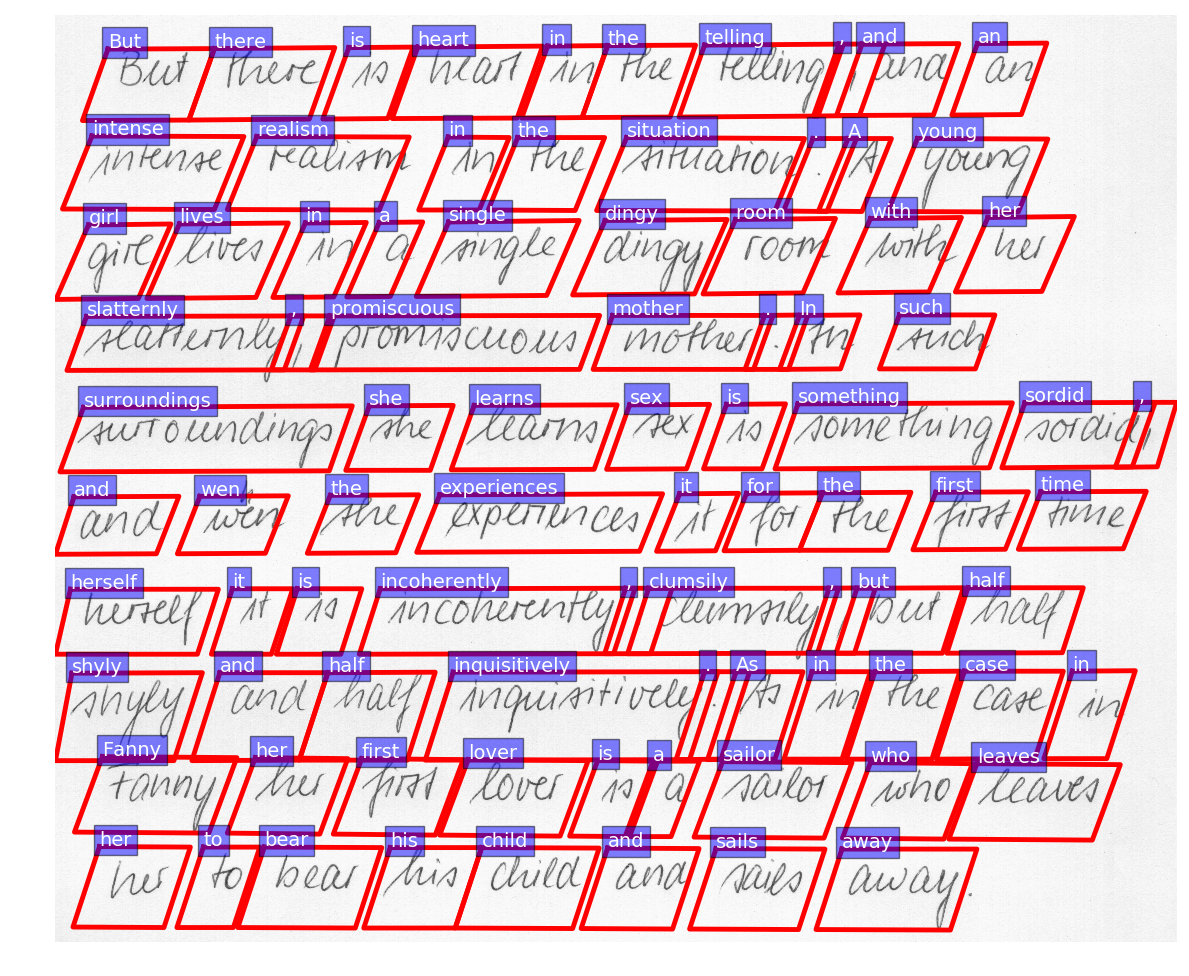 But there is heart in the telling, and an
intense realism in the situation. A young
girl lives in a single dingy room with her
slatternly, promiscuous mother. In such
surroundings she learns sex is something sordid,
and when she experiences it for the first time
herself it is incoherently, clumsily, but half
shyly and half inquisitively. As in the case in
Fanny her first lover is a sailor who leaves
her to bear his child and sails away.